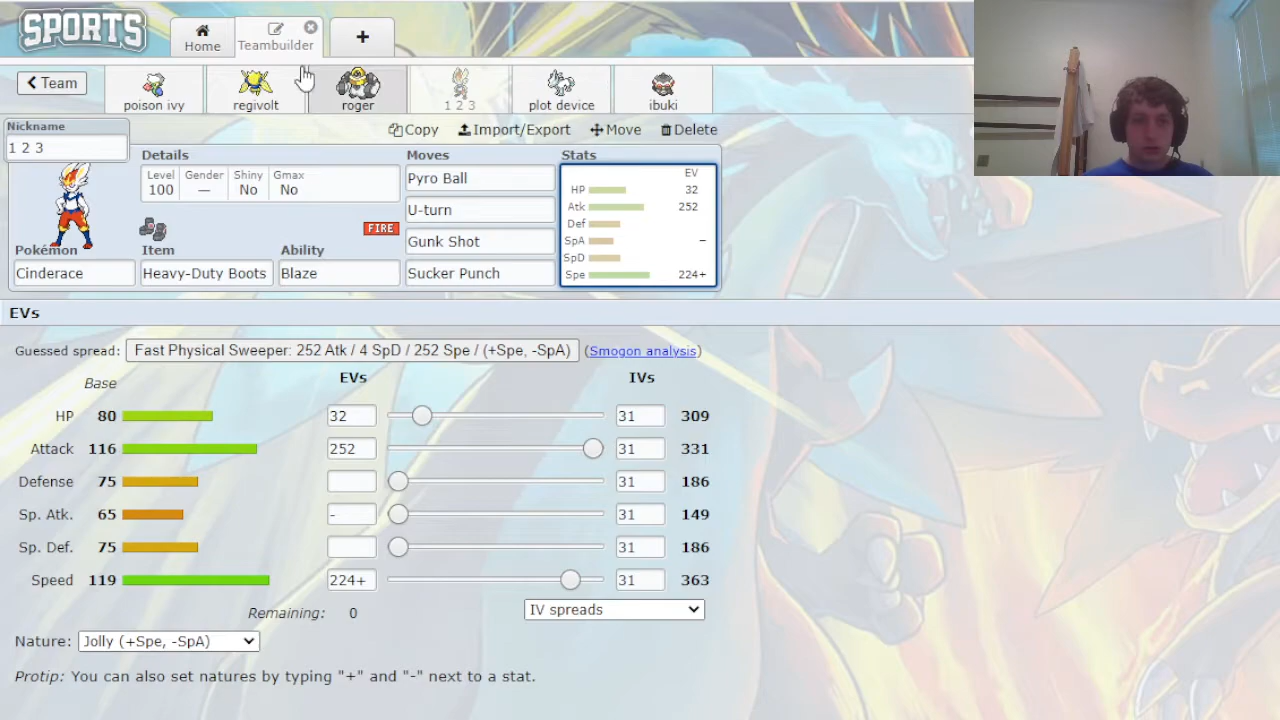 SPORTS
Home
Teambuilder
+
< Team
poison ivy
regivolt
roger
1 2 3
plot device
ibuki
Copy Import/Export Move Delete
Nickname
1 2 3
Details
Level Gender Shiny Gmax
100 — No No
FIRE
Pokémon Item Ability
Cinderace Heavy-Duty Boots Blaze
Moves
Pyro Ball
U-turn
Gunk Shot
Sucker Punch
Stats
EV
HP 32
Atk 252
Def
SpA –
SpD
Spe 224+
EVs
Guessed spread: Fast Physical Sweeper: 252 Atk / 4 SpD / 252 Spe / (+Spe, -SpA) (Smogon analysis)
Base EVs IVs
HP 80 32 31 309
Attack 116 252 31 331
Defense 75 31 186
Sp. Atk. 65 - 31 149
Sp. Def. 75 31 186
Speed 119 224+ 31 363
Remaining: 0 IV spreads
Nature: Jolly (+Spe, -SpA)
Protip: You can also set natures by typing "+" and "-" next to a stat.